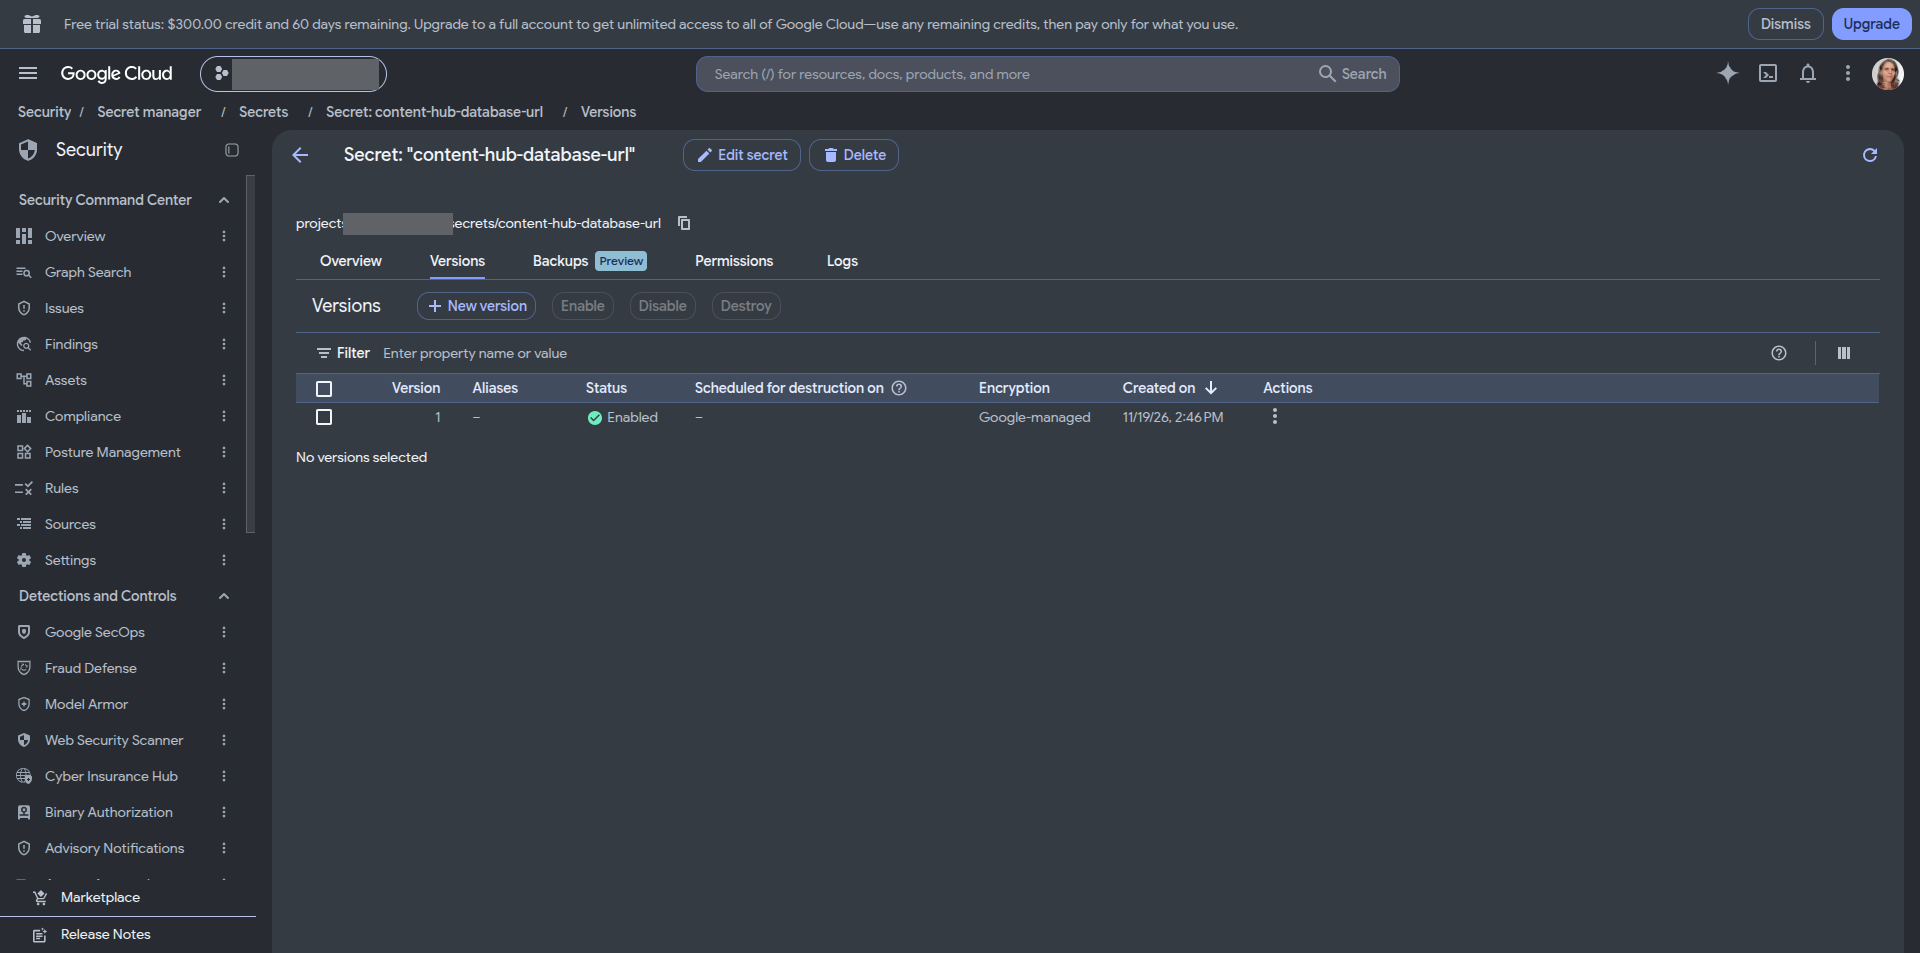 Free trial status: $300.00 credit and 60 days remaining. Upgrade to a full account to get unlimited access to all of Google Cloud—use any remaining credits, then pay only for what you use.
Dismiss
Upgrade
Google Cloud
Search (/) for resources, docs, products, and more
Search
Security / Secret manager / Secrets / Secret: content-hub-database-url / Versions
Security
Security Command Center
Overview
Graph Search
Issues
Findings
Assets
Compliance
Posture Management
Rules
Sources
Settings
Detections and Controls
Google SecOps
Fraud Defense
Model Armor
Web Security Scanner
Cyber Insurance Hub
Binary Authorization
Advisory Notifications
Marketplace
Release Notes
Secret: "content-hub-database-url"
Edit secret
Delete
projects ecrets/content-hub-database-url
Overview Versions Backups Preview Permissions Logs
Versions
New version
Enable
Disable
Destroy
Filter Enter property name or value
Version Aliases Status Scheduled for destruction on Encryption Created on Actions
1 – Enabled – Google-managed 11/19/26, 2:46 PM
No versions selected